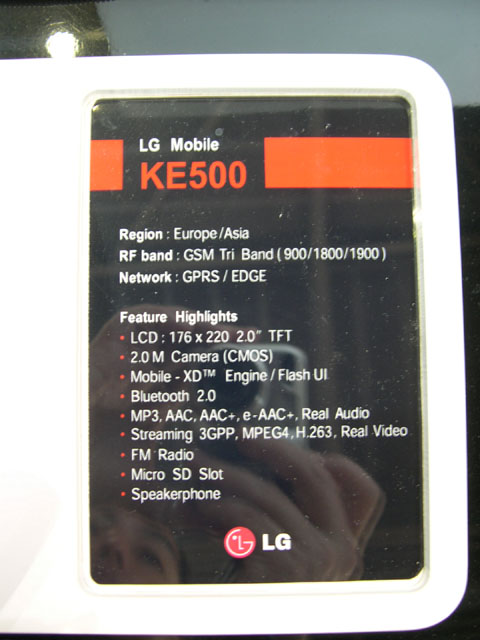 LG Mobile
KE500
Region : Europe/Asia
RF band : GSM Tri Band ( 900/1800/1900 )
Network : GPRS / EDGE
Feature Highlights
• LCD : 176 x 220 2.0" TFT
• 2.0 M Camera (CMOS)
• Mobile - XD™ Engine / Flash UI
• Bluetooth 2.0
• MP3, AAC, AAC+, e-AAC+, Real Audio
• Streaming 3GPP, MPEG4, H.263, Real Video
• FM Radio
• Micro SD Slot
• Speakerphone
LG